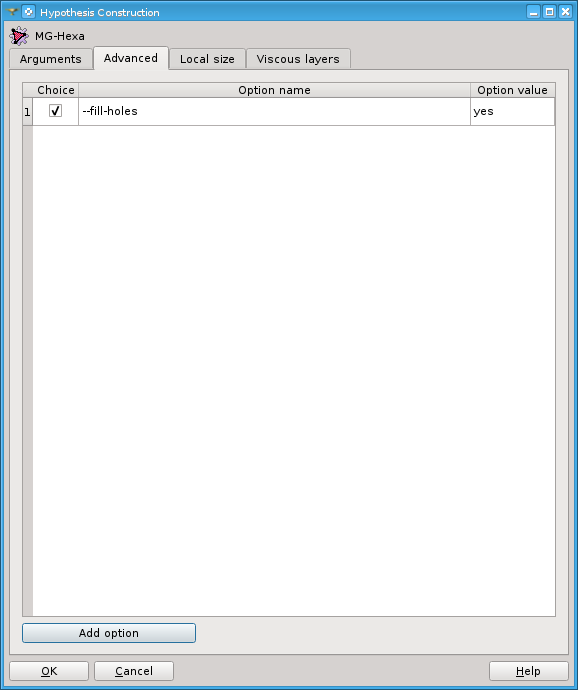 Hypothesis Construction
MG-Hexa
Arguments Advanced Local size Viscous layers
Choice Option name Option value
1 --fill-holes yes
Add option
OK Cancel Help